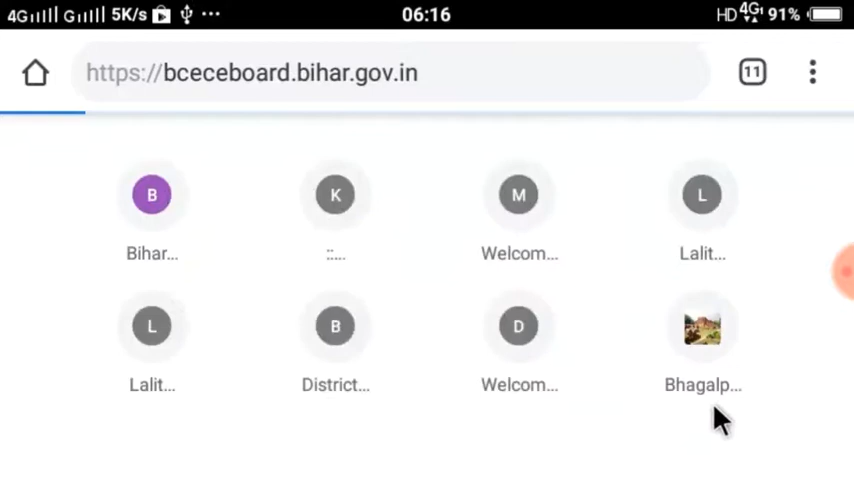 4G G 5K/s ... 06:16 HD 4G 91%
https://bceceboard.bihar.gov.in 11
B K M L
Bihar... ::... Welcom... Lalit...
L B D
Lalit... District... Welcom... Bhagalp...